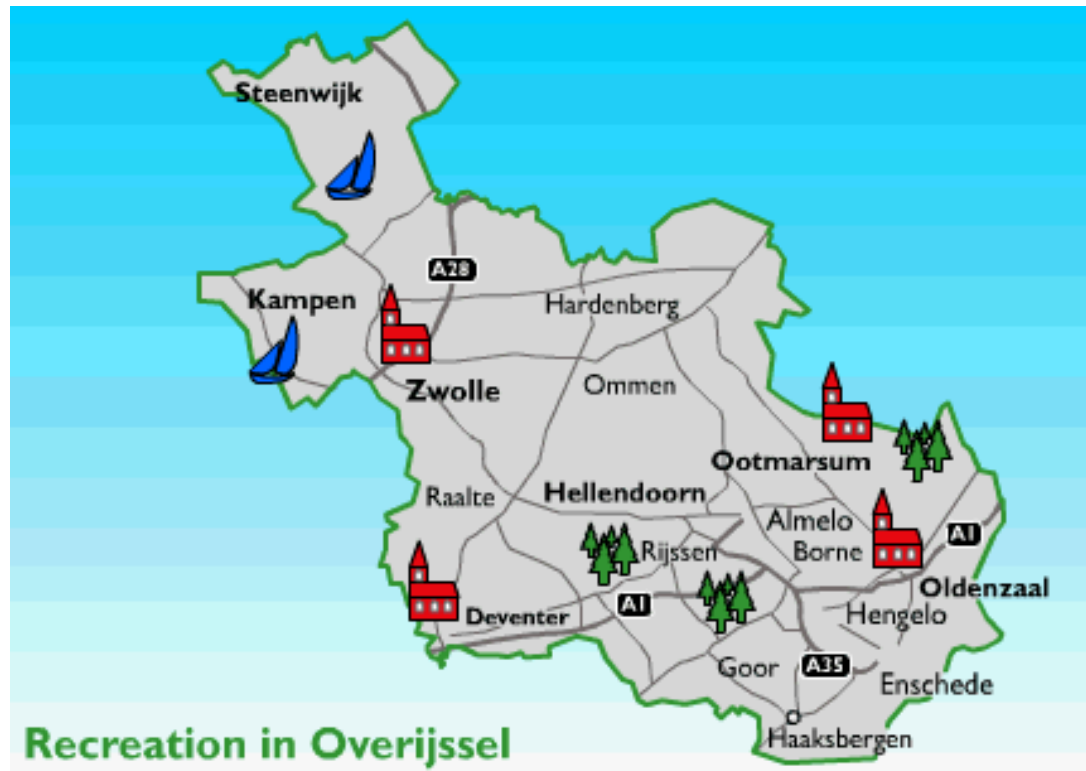 Steenwijk
A28
Kampen
Hardenberg
Zwolle
Ommen
Ootmarsum
Raalte
Hellendoorn
Almelo
A1
Rijssen
Borne
Oldenzaal
A1
Deventer
Hengelo
Goor
A35
Enschede
Haaksbergen
Recreation in Overijssel